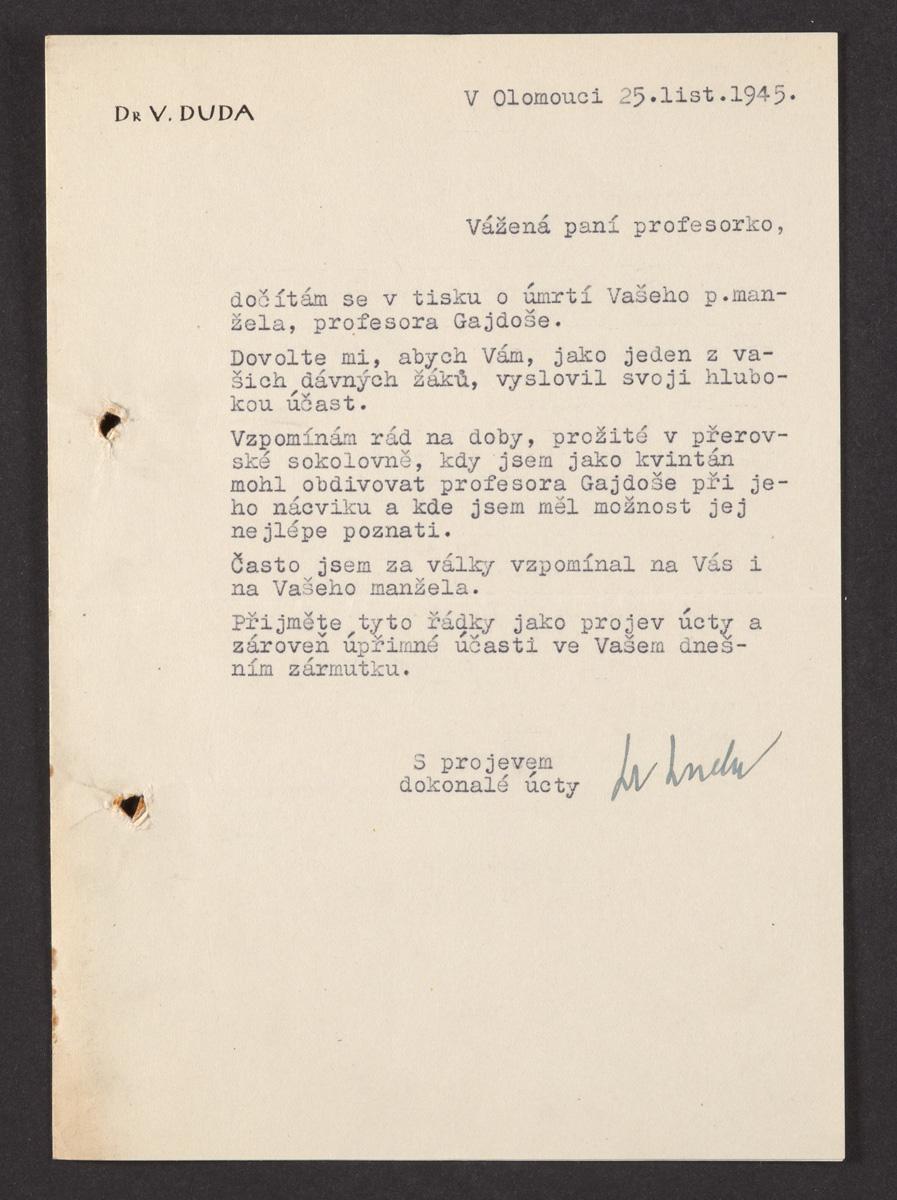 DR V. DUDA
V Olomouci 25.list.1945.
Vážená paní profesorko,
dočítám se v tisku o úmrtí Vašeho p.man-
žela, profesora Gajdoše.
Dovolte mi, abych Vám, jako jeden z va-
šich dávných žáků, vyslovil svoji hlubo-
kou účast.
Vzpomínám rád na doby, prožité v přerov-
ské sokolovně, kdy jsem jako kvintán
mohl obdivovat profesora Gajdoše při je-
ho nácviku a kde jsem měl možnost jej
nejlépe poznati.
Často jsem za války vzpomínal na Vás i
na Vašeho manžela.
Přijměte tyto řádky jako projev úcty a
zároveň úpřimné účasti ve Vašem dneš-
ním zármutku.
S projevem
dokonalé úcty
Dr Duda